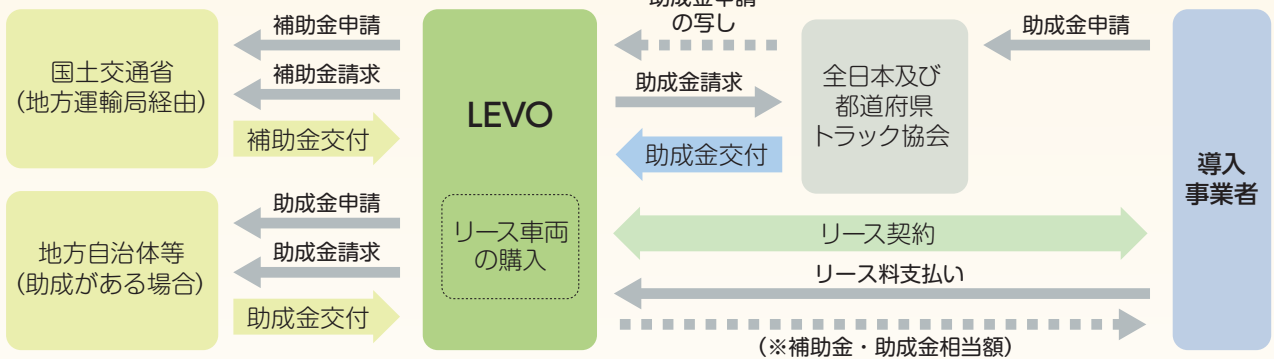 補助金申請
補助金請求
補助金交付
国土交通省
(地方運輸局経由)
助成金申請
助成金請求
助成金交付
地方自治体等
(助成がある場合)
LEVO
リース車両
の購入
助成金申請
の写し
助成金請求
助成金交付
全日本及び
都道府県
トラック協会
助成金申請
リース契約
リース料支払い
(※補助金・助成金相当額)
導入
事業者